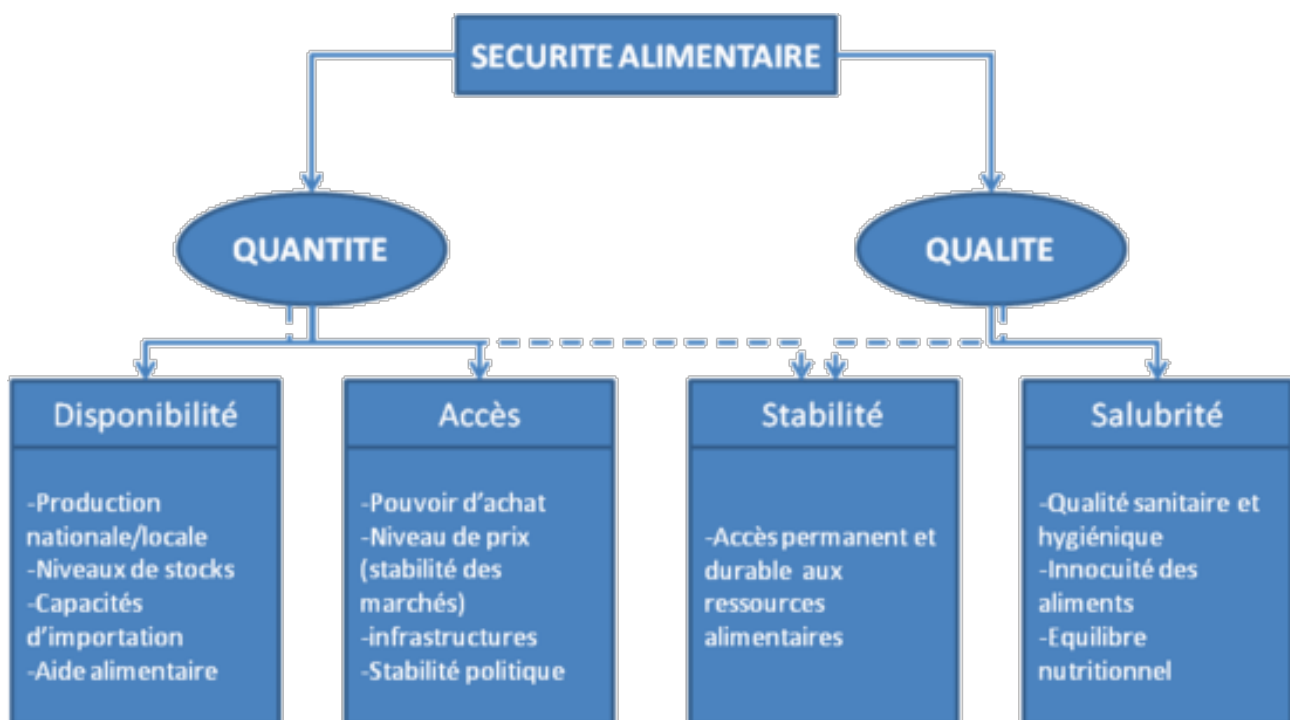 SECURITE ALIMENTAIRE
QUANTITE
QUALITE
Disponibilité
-Production
nationale/locale
-Niveaux de stocks
-Capacités
d'importation
-Aide alimentaire
Accès
-Pouvoir d'achat
-Niveau de prix
(stabilité des
marchés)
-infrastructures
-Stabilité politique
Stabilité
-Accès permanent et
durable aux
ressources
alimentaires
Salubrité
-Qualité sanitaire et
hygiénique
-Innocuité des
aliments
-Equilibre
nutritionnel